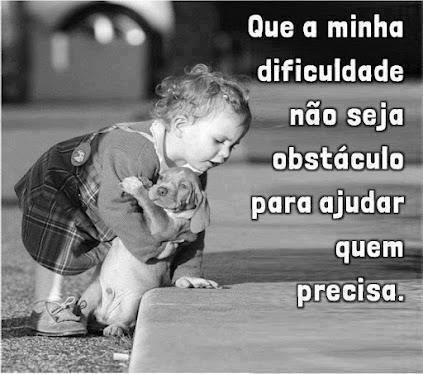 Que a minha
dificuldade
não seja
obstáculo
para ajudar
quem
precisa.